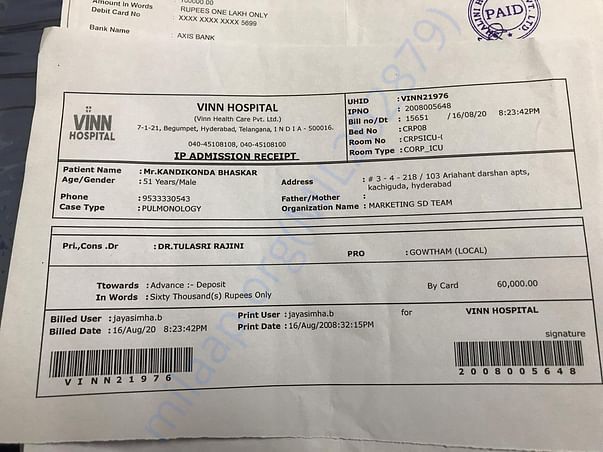 Amount In Words : RUPEES ONE LAKH ONLY
Debit Card No : XXXX XXXX XXXX 5699
Bank Name : AXIS BANK
PAID
VINN HOSPITAL
VINN HOSPITAL
(Vinn Health Care Pvt. Ltd.)
7-1-21, Begumpet, Hyderabad, Telangana, I N D I A - 500016.
040-45108108, 040-24108100
IP ADMISSION RECEIPT
UHID : VINN21976
IPNO : 2008005648
Bill no/Dt : 15651 /16/08/20 8:23:42PM
Bed No : CRP08
Room No : CRPSICU-(
Room Type : CORP_ICU
Patient Name : Mr.KANDIKONDA BHASKAR
Age/Gender : 51 Years/Male
Phone : 9533330543
Case Type : PULMONOLOGY
Address : # 3 - 4 - 218 / 103 Ariahant darshan apts, kachiguda, hyderabad
Father/Mother :
Organization Name : MARKETING SD TEAM
Pri.,Cons .Dr : DR.TULASRI RAJINI
PRO : GOWTHAM (LOCAL)
Ttowards : Advance :- Deposit By Card 60,000.00
In Words : Sixty Thousand(s) Rupees Only
Billed User : jayasimha.b Print User : jayasimha.b for VINN HOSPITAL
Billed Date : 16/Aug/20 8:23:42PM Print Date : 16/Aug/2008:32:15PM
signature
VINN21976
2008005648